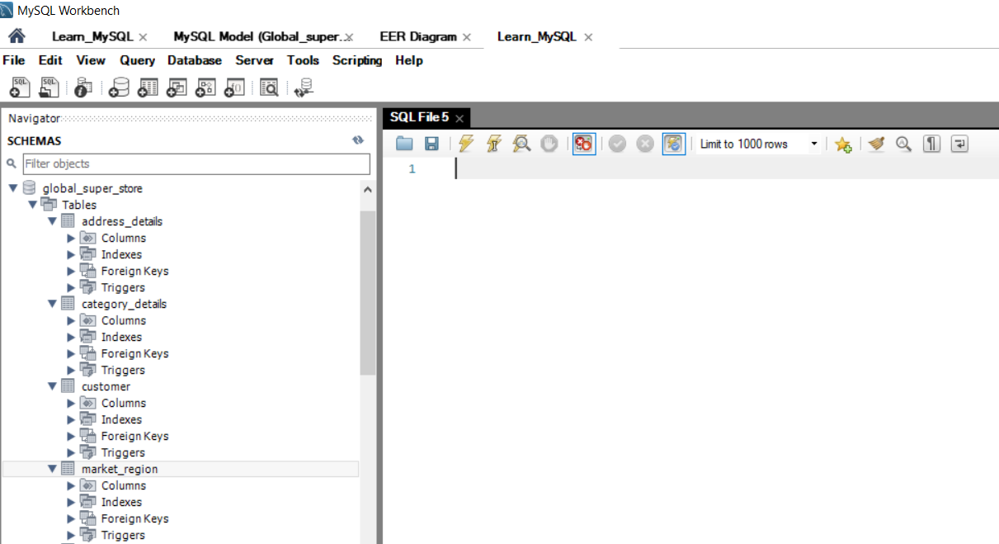 MySQL Workbench
Learn_MySQL
MySQL Model (Global_super...
EER Diagram
Learn_MySQL
File Edit View Query Database Server Tools Scripting Help
Navigator
SCHEMAS
Filter objects
global_super_store
Tables
address_details
Columns
Indexes
Foreign Keys
Triggers
category_details
Columns
Indexes
Foreign Keys
Triggers
customer
Columns
Indexes
Foreign Keys
Triggers
market_region
Columns
Indexes
Foreign Keys
Triggers
SQL File 5
Limit to 1000 rows
1